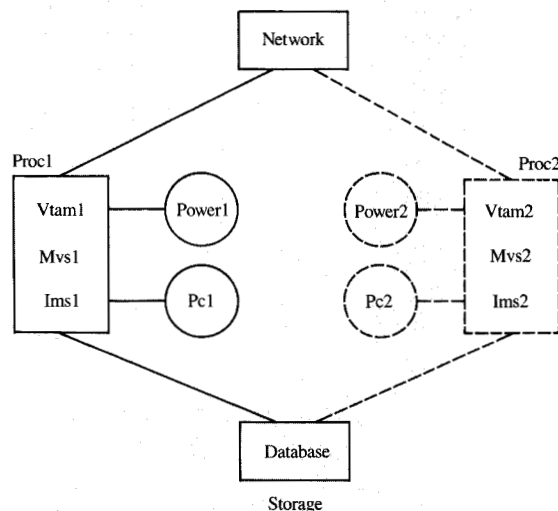 Network
Proc1
Proc2
Vtam1
Power1
Power2
Vtam2
Mvs1
Mvs2
Ims1
Pc1
Pc2
Ims2
Database
Storage